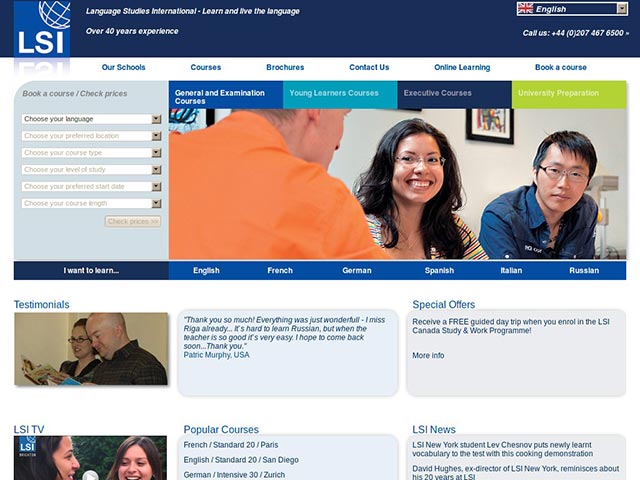 LSI
Language Studies International - Learn and live the language
Over 40 years experience
English
Call us: +44 (0)207 467 6500 »
Our Schools
Courses
Brochures
Contact Us
Online Learning
Book a course
Book a course / Check prices
Choose your language
Choose your preferred location
Choose your course type
Choose your level of study
Choose your preferred start date
Choose your course length
Check prices >>
General and Examination
Courses
Young Learners Courses
Executive Courses
University Preparation
I want to learn...
English
French
German
Spanish
Italian
Russian
Testimonials
"Thank you so much! Everything was just wonderfull - I miss
Riga already... It`s hard to learn Russian, but when the
teacher is so good it`s very easy. I hope to come back
soon...Thank you."
Patric Murphy, USA
Special Offers
Receive a FREE guided day trip when you enrol in the LSI
Canada Study & Work Programme!
More info
LSI TV
LSI
BRIGHTON
Popular Courses
French / Standard 20 / Paris
English / Standard 20 / San Diego
German / Intensive 30 / Zurich
LSI News
LSI New York student Lev Chesnov puts newly learnt
vocabulary to the test with this cooking demonstration
David Hughes, ex-director of LSI New York, reminisces about
his 20 years at LSI